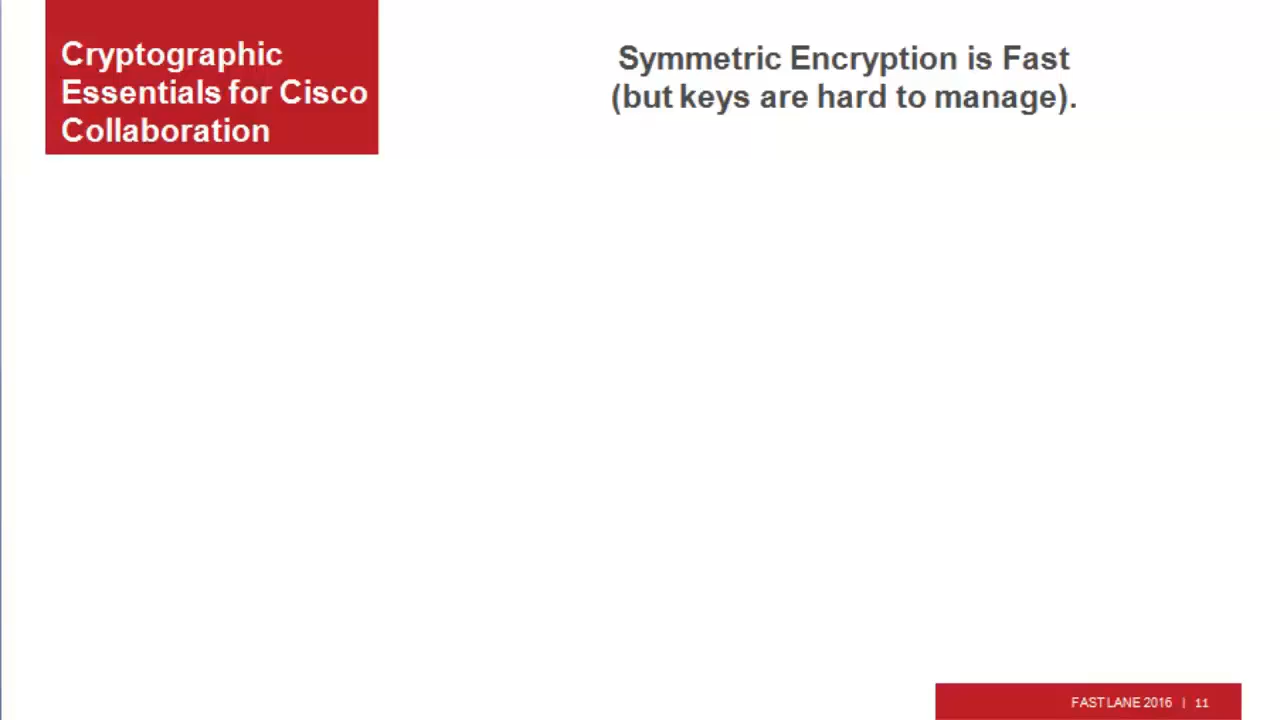 Cryptographic
Essentials for Cisco
Collaboration
Symmetric Encryption is Fast
(but keys are hard to manage).
FAST LANE 2016 | 11